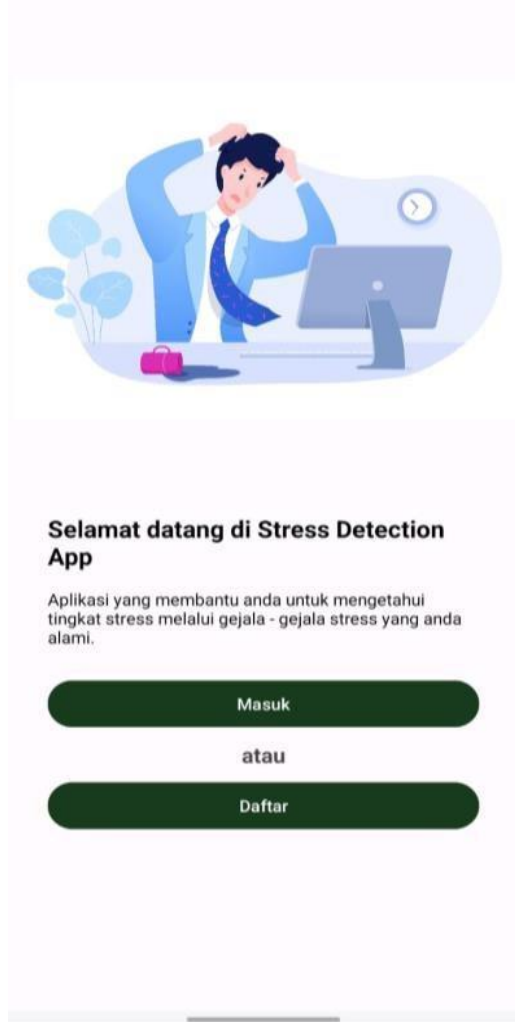 Selamat datang di Stress Detection
App
Aplikasi yang membantu anda untuk mengetahui
tingkat stress melalui gejala - gejala stress yang anda
alami.
Masuk
atau
Daftar